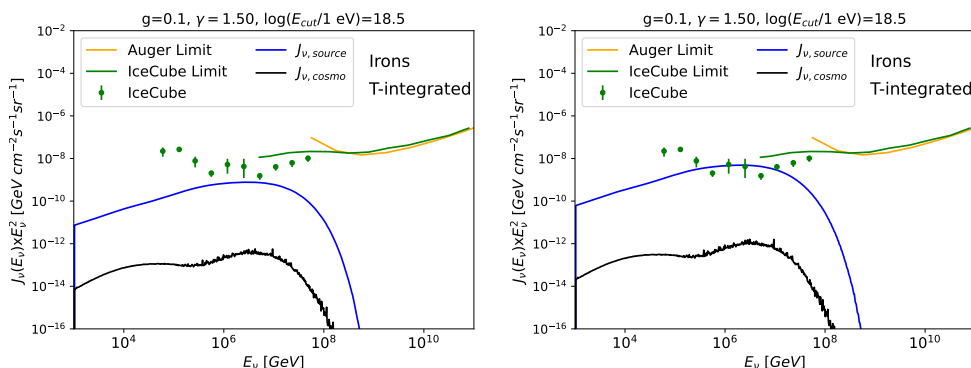 g=0.1, γ = 1.50, log(E_cut/1 eV)=18.5
10^−2
10^−4
10^−6
10^−8
10^−10
10^−12
10^−14
10^−16
J_ν(E_ν)xE_ν^2 [GeV cm^−2 s^−1 sr^−1]
Auger Limit
IceCube Limit
IceCube
J_ν,source
J_ν,cosmo
Irons
T-integrated
10^4
10^6
10^8
10^10
E_ν [GeV]
g=0.1, γ = 1.50, log(E_cut/1 eV)=18.5
10^−2
10^−4
10^−6
10^−8
10^−10
10^−12
10^−14
10^−16
J_ν(E_ν)xE_ν^2 [GeV cm^−2 s^−1 sr^−1]
Auger Limit
IceCube Limit
IceCube
J_ν,source
J_ν,cosmo
Irons
T-integrated
10^4
10^6
10^8
10^10
E_ν [GeV]